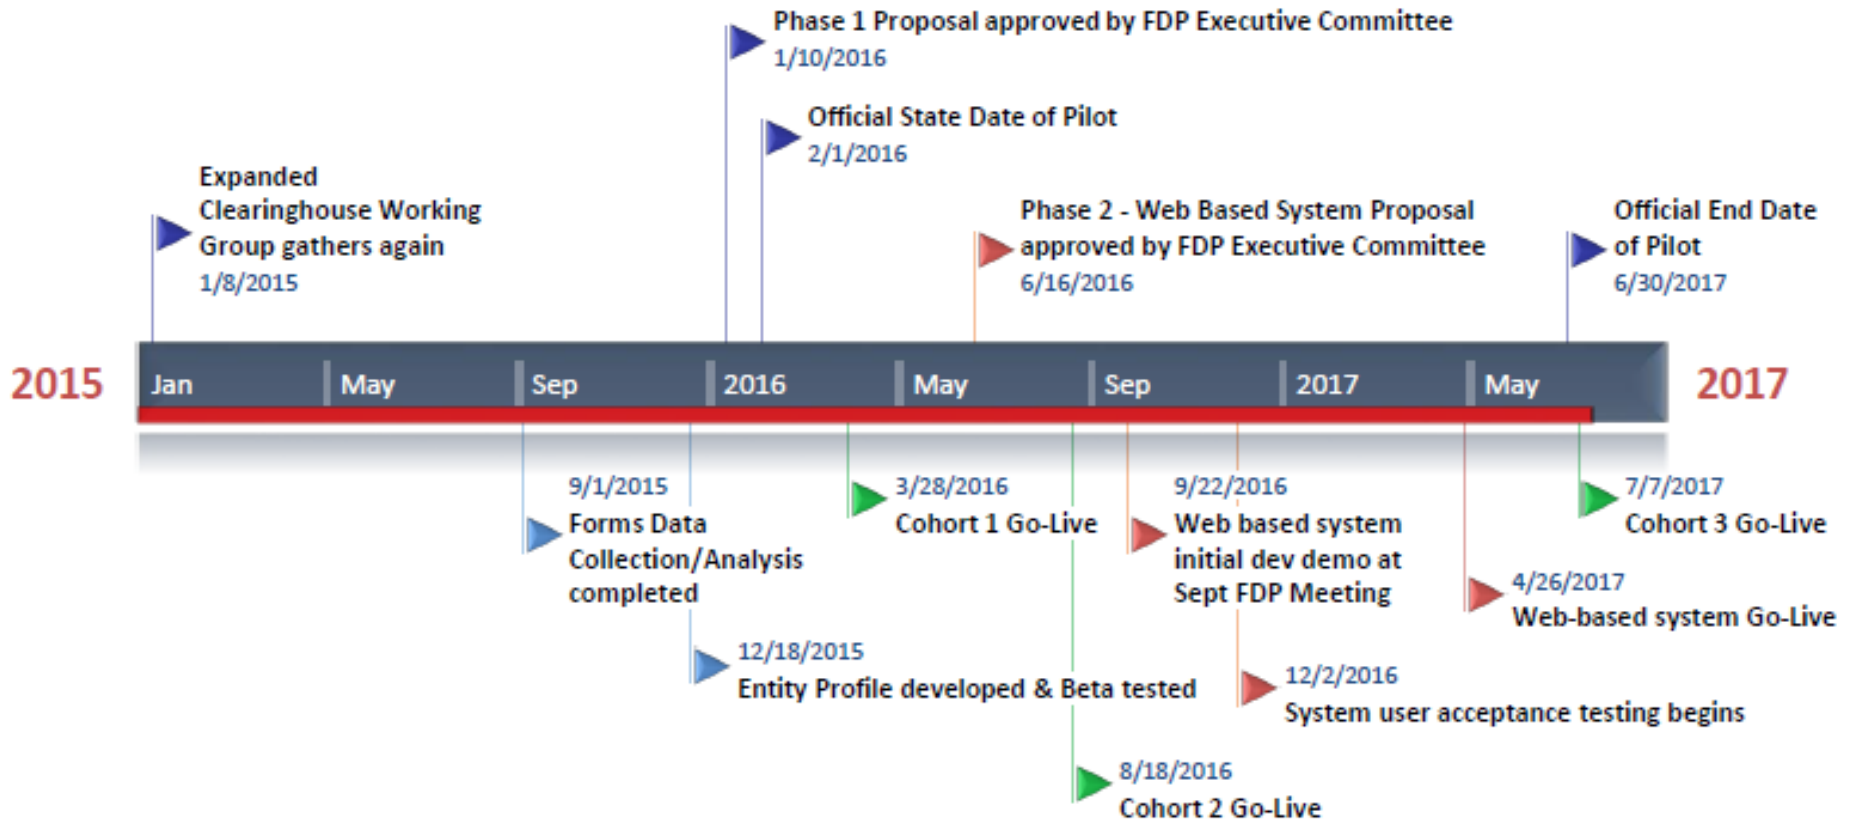 Phase 1 Proposal approved by FDP Executive Committee
1/10/2016
Official State Date of Pilot
2/1/2016
Expanded
Clearinghouse Working
Group gathers again
1/8/2015
Phase 2 - Web Based System Proposal
approved by FDP Executive Committee
6/16/2016
Official End Date
of Pilot
6/30/2017
2015
Jan
May
Sep
2016
May
Sep
2017
May
2017
9/1/2015
Forms Data
Collection/Analysis
completed
3/28/2016
Cohort 1 Go-Live
9/22/2016
Web based system
initial dev demo at
Sept FDP Meeting
7/7/2017
Cohort 3 Go-Live
4/26/2017
Web-based system Go-Live
12/18/2015
Entity Profile developed & Beta tested
12/2/2016
System user acceptance testing begins
8/18/2016
Cohort 2 Go-Live